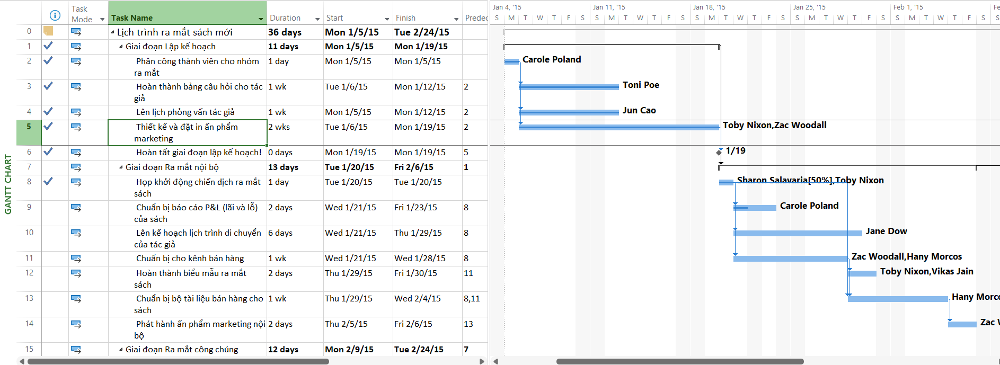 Task Mode Task Name Duration Start Finish Predec
Jan 4, '15 Jan 11, '15 Jan 18, '15 Jan 25, '15 Feb 1, '15 Fe
S M T W T F S S M T W T F S S M T W T F S S M T W T F S S M T W T F S S
0 Lịch trình ra mắt sách mới 36 days Mon 1/5/15 Tue 2/24/15
1 Giai đoạn Lập kế hoạch 11 days Mon 1/5/15 Mon 1/19/15
2 Phân công thành viên cho nhóm 1 day Mon 1/5/15 Mon 1/5/15 Carole Poland
ra mắt
3 Hoàn thành bảng câu hỏi cho tác 1 wk Tue 1/6/15 Mon 1/12/15 2 Toni Poe
giả
4 Lên lịch phỏng vấn tác giả 1 wk Mon 1/5/15 Mon 1/12/15 2 Jun Cao
5 Thiết kế và đặt in ấn phẩm 2 wks Tue 1/6/15 Mon 1/19/15 2 Toby Nixon,Zac Woodall
marketing
6 Hoàn tất giai đoạn lập kế hoạch! 0 days Mon 1/19/15 Mon 1/19/15 5 1/19
7 Giai đoạn Ra mắt nội bộ 13 days Tue 1/20/15 Fri 2/6/15 1
8 Họp khởi động chiến dịch ra mắt 1 day Tue 1/20/15 Tue 1/20/15 Sharon Salavaria[50%],Toby Nixon
sách
9 Chuẩn bị báo cáo P&L (lãi và lỗ) 2 days Wed 1/21/15 Fri 1/23/15 8 Carole Poland
của sách
10 Lên kế hoạch lịch trình di chuyển 6 days Wed 1/21/15 Thu 1/29/15 8 Jane Dow
của tác giả
11 Chuẩn bị cho kênh bán hàng 1 wk Wed 1/21/15 Wed 1/28/15 8 Zac Woodall,Hany Morcos
12 Hoàn thành biểu mẫu ra mắt 2 days Thu 1/29/15 Fri 1/30/15 11 Toby Nixon,Vikas Jain
sách
13 Chuẩn bị bộ tài liệu bán hàng cho 1 wk Thu 1/29/15 Wed 2/4/15 8,11 Hany Morco
sách
14 Phát hành ấn phẩm marketing nội 2 days Thu 2/5/15 Fri 2/6/15 13 Zac
bộ
15 Giai đoạn Ra mắt công chúng 12 days Mon 2/9/15 Tue 2/24/15 7
GANTT CHART